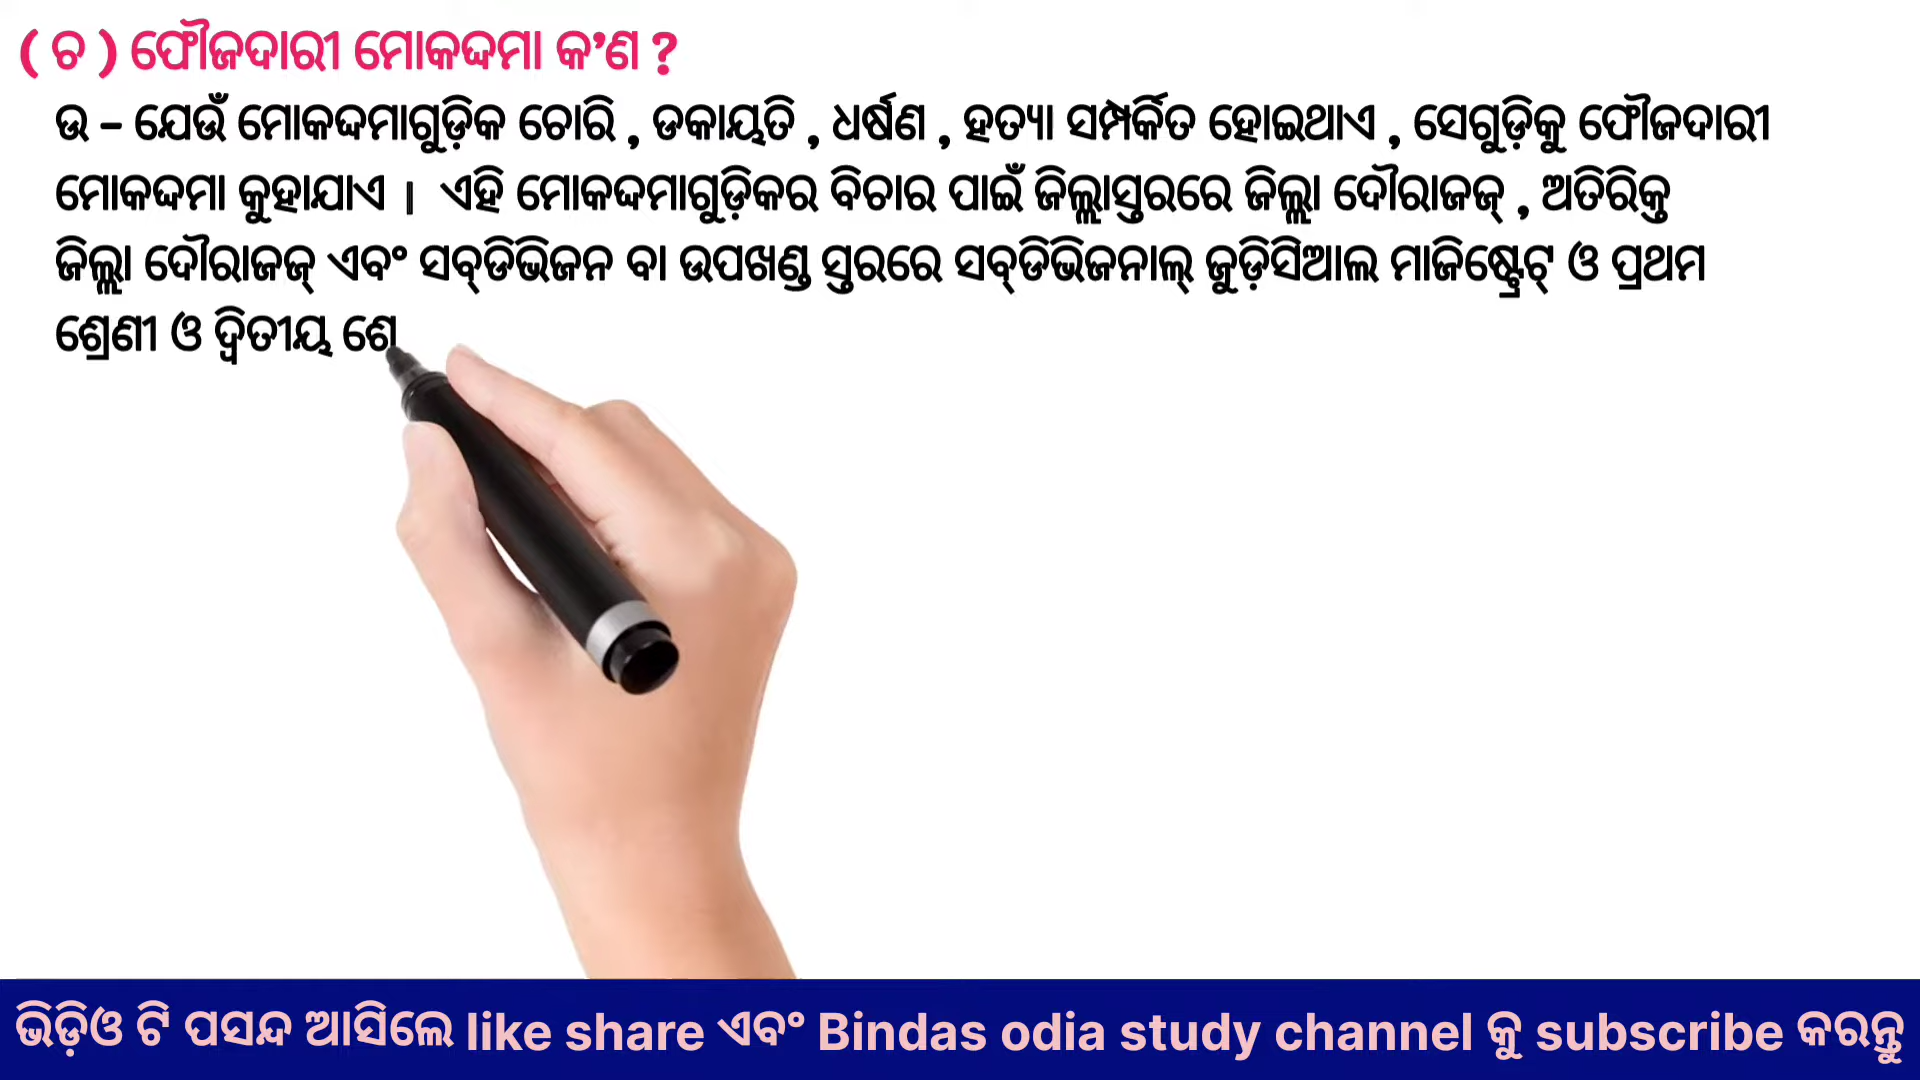 ( ଚ ) ଫୌଜଦାରୀ ମୋକଦ୍ଦମା କ’ଣ ?
ଉ – ଯେଉଁ ମୋକଦ୍ଦମାଗୁଡ଼ିକ ଚୋରି , ଡକାୟତି , ଧର୍ଷଣ , ହତ୍ୟା ସମ୍ପର୍କିତ ହୋଇଥାଏ , ସେଗୁଡ଼ିକୁ ଫୌଜଦାରୀ
ମୋକଦ୍ଦମା କୁହାଯାଏ । ଏହି ମୋକଦ୍ଦମାଗୁଡ଼ିକର ବିଚାର ପାଇଁ ଜିଲ୍ଲାସ୍ତରରେ ଜିଲ୍ଲା ଦୌରାଜଜ୍ , ଅତିରିକ୍ତ
ଜିଲ୍ଲା ଦୌରାଜଜ୍ ଏବଂ ସବ୍‌ଡିଭିଜନ ବା ଉପଖଣ୍ଡ ସ୍ତରରେ ସବ୍‌ଡିଭିଜନାଲ୍ ଜୁଡ଼ିସିଆଲ ମାଜିଷ୍ଟ୍ରେଟ୍ ଓ ପ୍ରଥମ
ଶ୍ରେଣୀ ଓ ଦ୍ୱିତୀୟ ଶେ
ଭିଡ଼ିଓ ଟି ପସନ୍ଦ ଆସିଲେ like share ଏବଂ Bindas odia study channel କୁ subscribe କରନ୍ତୁ